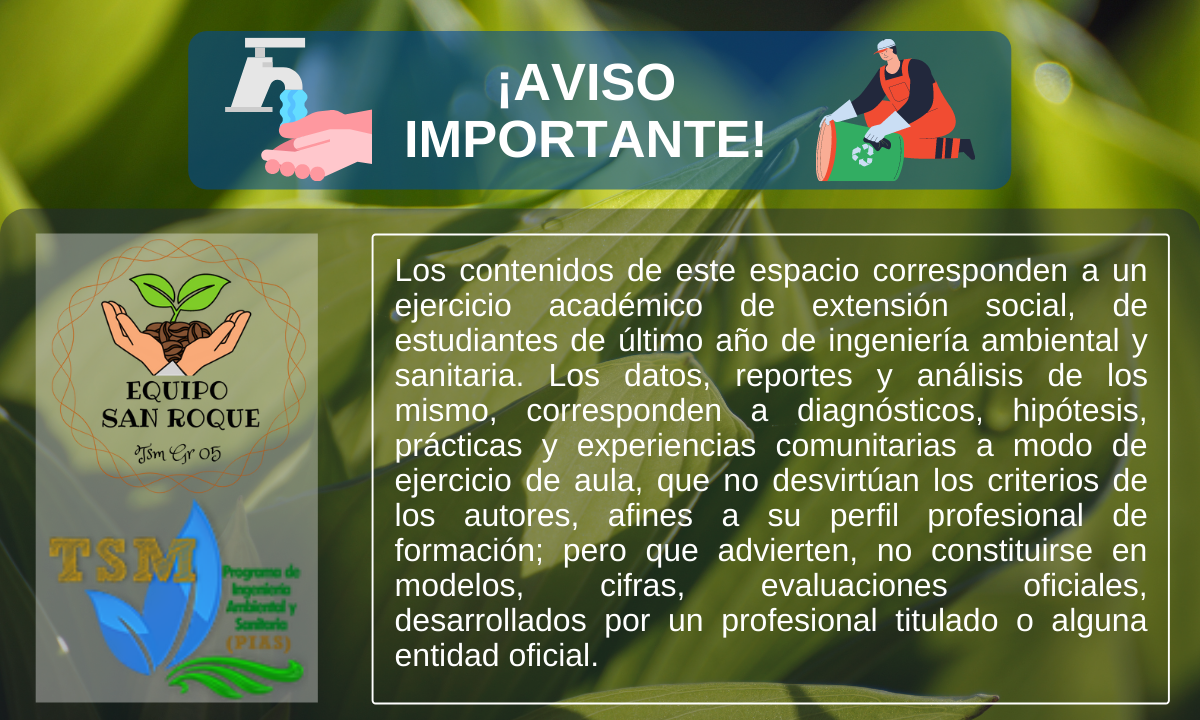 ¡AVISO
IMPORTANTE!
EQUIPO
SAN ROQUE
Tsm Gr 05
TSM
Programa de
Ingeniería
Ambiental y
Sanitaria
(PIAS)
Los contenidos de este espacio corresponden a un
ejercicio académico de extensión social, de
estudiantes de último año de ingeniería ambiental y
sanitaria. Los datos, reportes y análisis de los
mismo, corresponden a diagnósticos, hipótesis,
prácticas y experiencias comunitarias a modo de
ejercicio de aula, que no desvirtúan los criterios de
los autores, afines a su perfil profesional de
formación; pero que advierten, no constituirse en
modelos, cifras, evaluaciones oficiales,
desarrollados por un profesional titulado o alguna
entidad oficial.